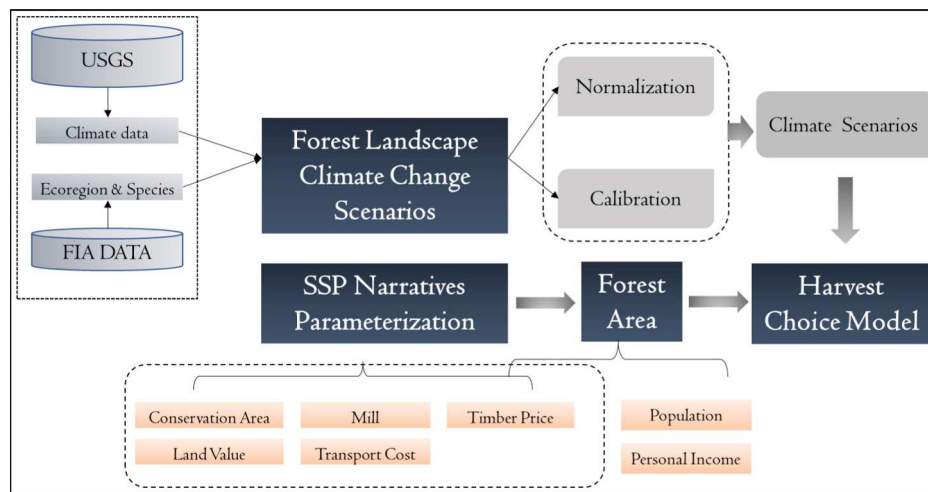 USGS
Climate data
Ecoregion & Species
FIA DATA
Forest Landscape
Climate Change
Scenarios
Normalization
Calibration
Climate Scenarios
SSP Narratives
Parameterization
Forest
Area
Harvest
Choice Model
Conservation Area
Mill
Timber Price
Land Value
Transport Cost
Population
Personal Income